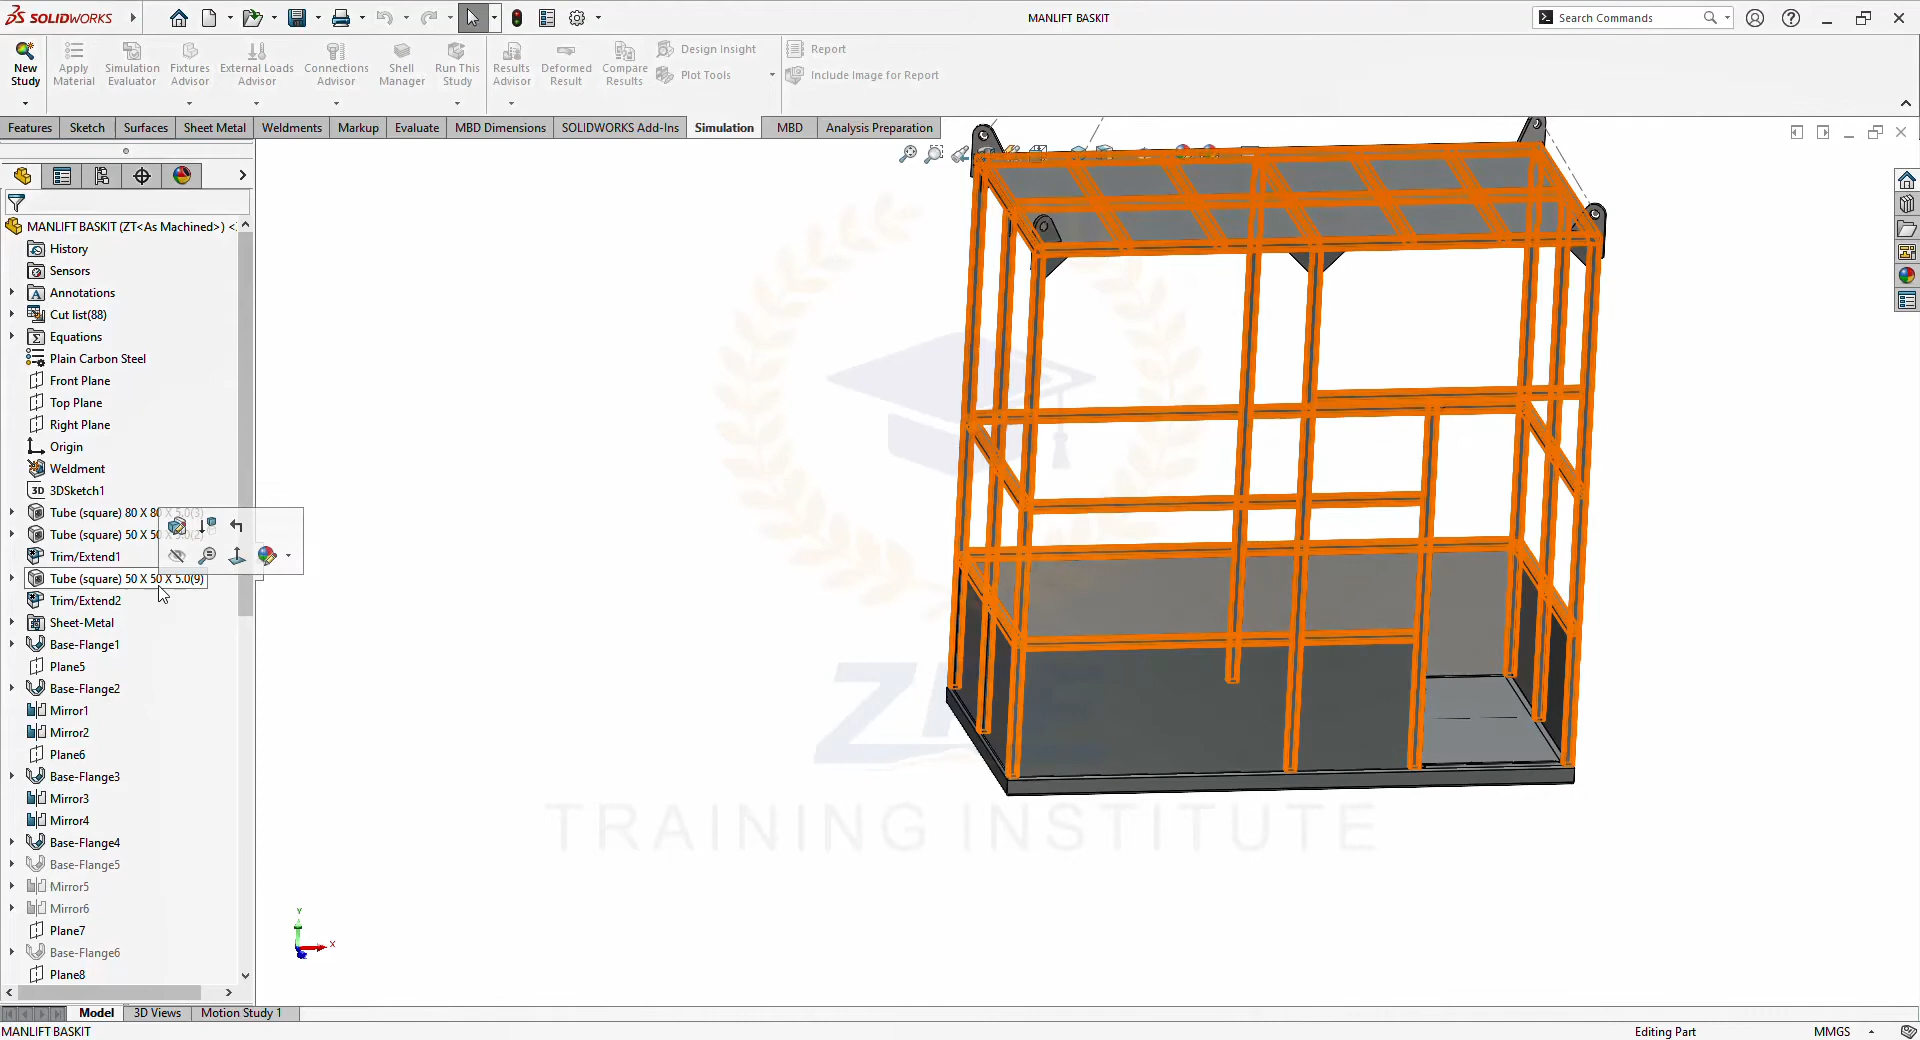 SOLIDWORKS
MANLIFT BASKIT
Search Commands
New Study
Apply Material
Simulation Evaluator
Fixtures Advisor
External Loads Advisor
Connections Advisor
Shell Manager
Run This Study
Results Advisor
Deformed Result
Compare Results
Design Insight
Plot Tools
Report
Include Image for Report
Features
Sketch
Surfaces
Sheet Metal
Weldments
Markup
Evaluate
MBD Dimensions
SOLIDWORKS Add-Ins
Simulation
MBD
Analysis Preparation
MANLIFT BASKIT (ZT<As Machined>) <
History
Sensors
Annotations
Cut list(88)
Equations
Plain Carbon Steel
Front Plane
Top Plane
Right Plane
Origin
Weldment
3D 3DSketch1
Tube (square) 80 X 80 X 5.0(3)
Tube (square) 50 X 50 X 5.0(2)
Trim/Extend1
Tube (square) 50 X 50 X 5.0(9)
Trim/Extend2
Sheet-Metal
Base-Flange1
Plane5
Base-Flange2
Mirror1
Mirror2
Plane6
Base-Flange3
Mirror3
Mirror4
Base-Flange4
Base-Flange5
Mirror5
Mirror6
Plane7
Base-Flange6
Plane8
TRAINING INSTITUTE
Y
X
Model
3D Views
Motion Study 1
MANLIFT BASKIT
Editing Part
MMGS